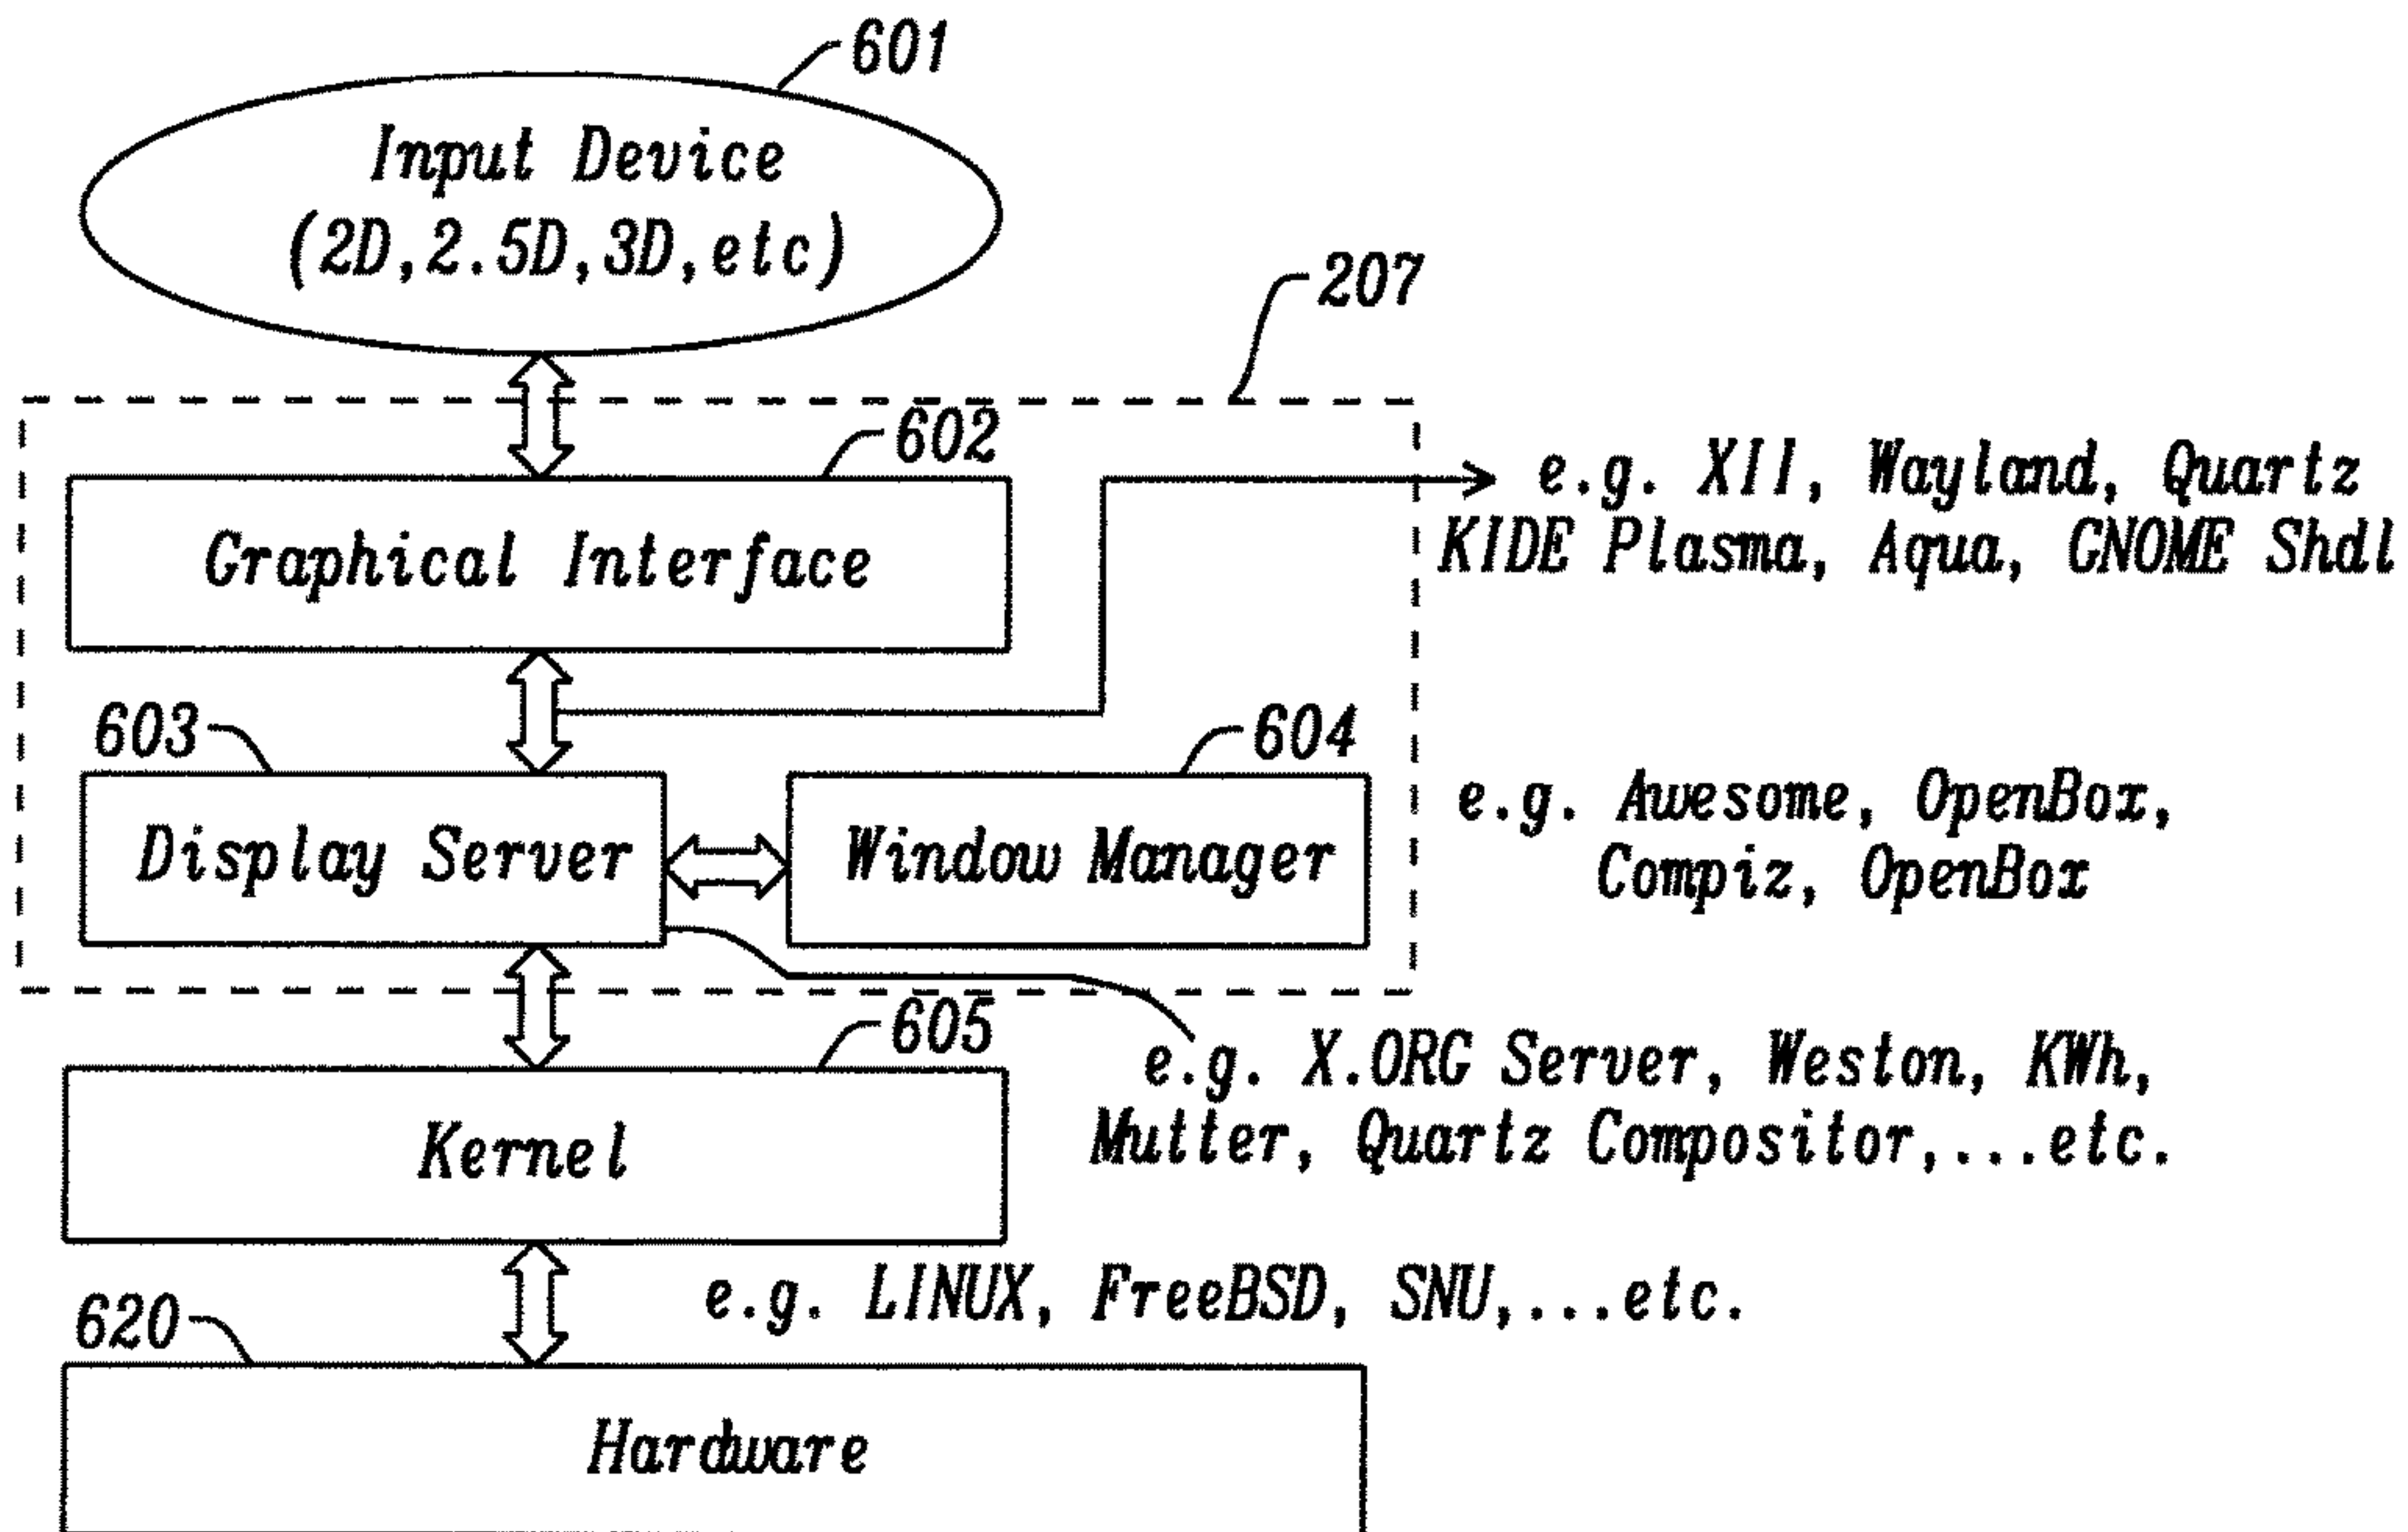 601
Input Device
(2D,2.5D,3D,etc)
207
602
e.g. XII, Wayland, Quartz
KIDE Plasma, Aqua, GNOME Shdl
Graphical Interface
603
604
Display Server
Window Manager
e.g. Awesome, OpenBox,
Compiz, OpenBox
605
e.g. X.ORG Server, Weston, KWh,
Mutter, Quartz Compositor,...etc.
Kernel
e.g. LINUX, FreeBSD, SNU,...etc.
620
Hardware